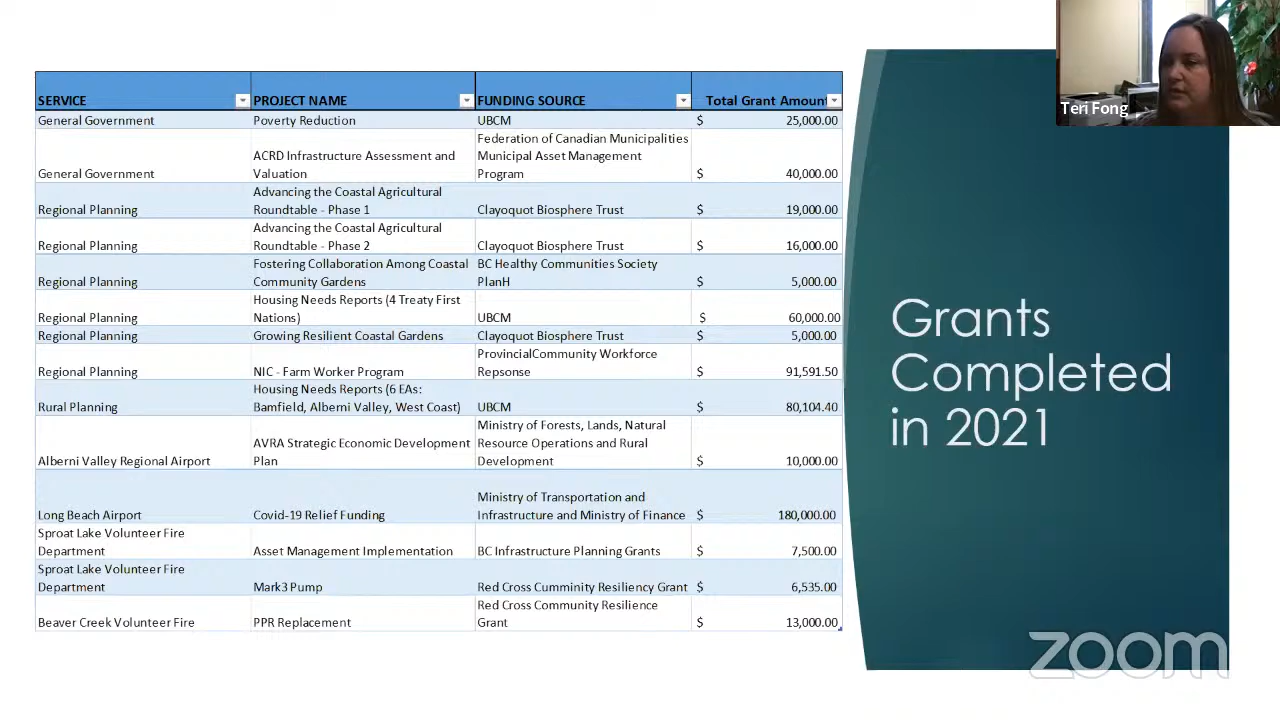 SERVICE PROJECT NAME FUNDING SOURCE Total Grant Amount
General Government Poverty Reduction UBCM $ 25,000.00
Federation of Canadian Municipalities
ACRD Infrastructure Assessment and Municipal Asset Management
General Government Valuation Program $ 40,000.00
Advancing the Coastal Agricultural
Regional Planning Roundtable - Phase 1 Clayoquot Biosphere Trust $ 19,000.00
Advancing the Coastal Agricultural
Regional Planning Roundtable - Phase 2 Clayoquot Biosphere Trust $ 16,000.00
Fostering Collaboration Among Coastal BC Healthy Communities Society
Regional Planning Community Gardens PlanH $ 5,000.00
Housing Needs Reports (4 Treaty First
Regional Planning Nations) UBCM $ 60,000.00
Regional Planning Growing Resilient Coastal Gardens Clayoquot Biosphere Trust $ 5,000.00
ProvincialCommunity Workforce
Regional Planning NIC - Farm Worker Program Repsonse $ 91,591.50
Housing Needs Reports (6 EAs:
Rural Planning Bamfield, Alberni Valley, West Coast) UBCM $ 80,104.40
Ministry of Forests, Lands, Natural
AVRA Strategic Economic Development Resource Operations and Rural
Alberni Valley Regional Airport Plan Development $ 10,000.00
Ministry of Transportation and
Long Beach Airport Covid-19 Relief Funding Infrastructure and Ministry of Finance $ 180,000.00
Sproat Lake Volunteer Fire
Department Asset Management Implementation BC Infrastructure Planning Grants $ 7,500.00
Sproat Lake Volunteer Fire
Department Mark3 Pump Red Cross Cumminity Resiliency Grant $ 6,535.00
Red Cross Community Resilience
Beaver Creek Volunteer Fire PPR Replacement Grant $ 13,000.00
Grants
Completed
in 2021
Teri Fong
zoom